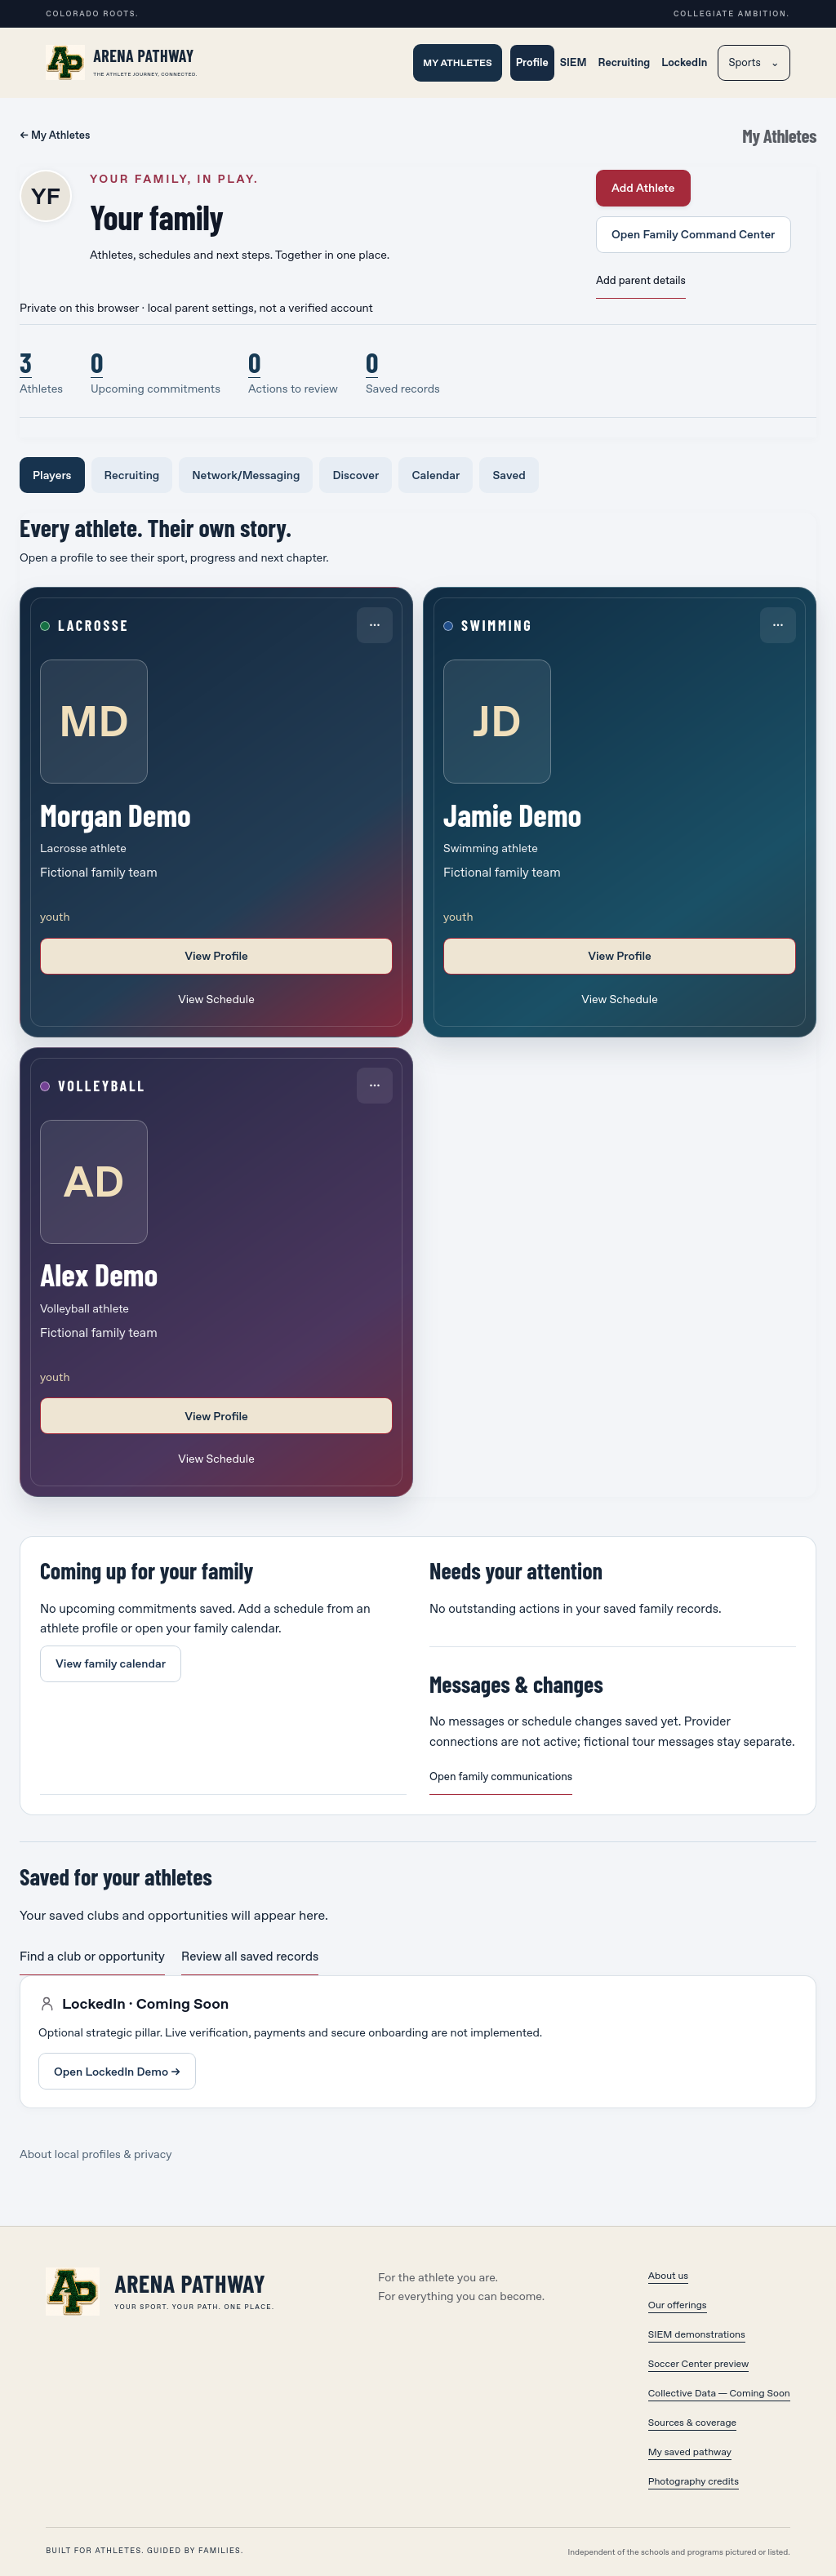 COLORADO ROOTS.
COLLEGIATE AMBITION.
AP
ARENA PATHWAY
THE ATHLETE JOURNEY, CONNECTED.
MY ATHLETES
Profile
SIEM
Recruiting
LockedIn
Sports
← My Athletes
My Athletes
YF
YOUR FAMILY, IN PLAY.
Your family
Athletes, schedules and next steps. Together in one place.
Add Athlete
Open Family Command Center
Add parent details
Private on this browser · local parent settings, not a verified account
3
Athletes
0
Upcoming commitments
0
Actions to review
0
Saved records
Players
Recruiting
Network/Messaging
Discover
Calendar
Saved
Every athlete. Their own story.
Open a profile to see their sport, progress and next chapter.
LACROSSE
···
MD
Morgan Demo
Lacrosse athlete
Fictional family team
youth
View Profile
View Schedule
SWIMMING
···
JD
Jamie Demo
Swimming athlete
Fictional family team
youth
View Profile
View Schedule
VOLLEYBALL
···
AD
Alex Demo
Volleyball athlete
Fictional family team
youth
View Profile
View Schedule
Coming up for your family
No upcoming commitments saved. Add a schedule from an
athlete profile or open your family calendar.
View family calendar
Needs your attention
No outstanding actions in your saved family records.
Messages & changes
No messages or schedule changes saved yet. Provider
connections are not active; fictional tour messages stay separate.
Open family communications
Saved for your athletes
Your saved clubs and opportunities will appear here.
Find a club or opportunity
Review all saved records
LockedIn · Coming Soon
Optional strategic pillar. Live verification, payments and secure onboarding are not implemented.
Open LockedIn Demo →
About local profiles & privacy
AP
ARENA PATHWAY
YOUR SPORT. YOUR PATH. ONE PLACE.
For the athlete you are.
For everything you can become.
About us
Our offerings
SIEM demonstrations
Soccer Center preview
Collective Data — Coming Soon
Sources & coverage
My saved pathway
Photography credits
BUILT FOR ATHLETES. GUIDED BY FAMILIES.
Independent of the schools and programs pictured or listed.